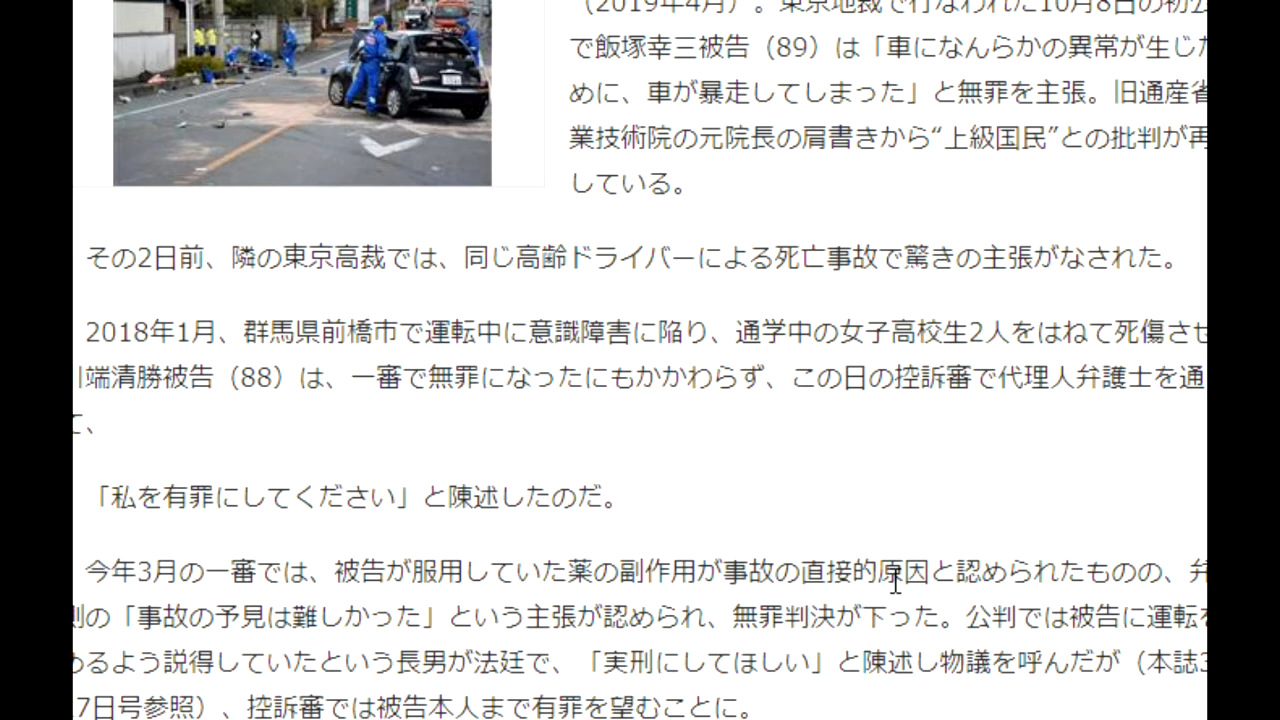 （2019年4月）。東京地裁で行なわれた10月8日の初公
で飯塚幸三被告（89）は「車になんらかの異常が生じた
めに、車が暴走してしまった」と無罪を主張。旧通産省
業技術院の元院長の肩書きから“上級国民”との批判が再
している。
その2日前、隣の東京高裁では、同じ高齢ドライバーによる死亡事故で驚きの主張がなされた。
2018年1月、群馬県前橋市で運転中に意識障害に陥り、通学中の女子高校生2人をはねて死傷させ
端清勝被告（88）は、一審で無罪になったにもかかわらず、この日の控訴審で代理人弁護士を通
て、
「私を有罪にしてください」と陳述したのだ。
今年3月の一審では、被告が服用していた薬の副作用が事故の直接的原因と認められたものの、弁
側の「事故の予見は難しかった」という主張が認められ、無罪判決が下った。公判では被告に運転を
めるよう説得していたという長男が法廷で、「実刑にしてほしい」と陳述し物議を呼んだが（本誌3
7日号参照）、控訴審では被告本人まで有罪を望むことに。